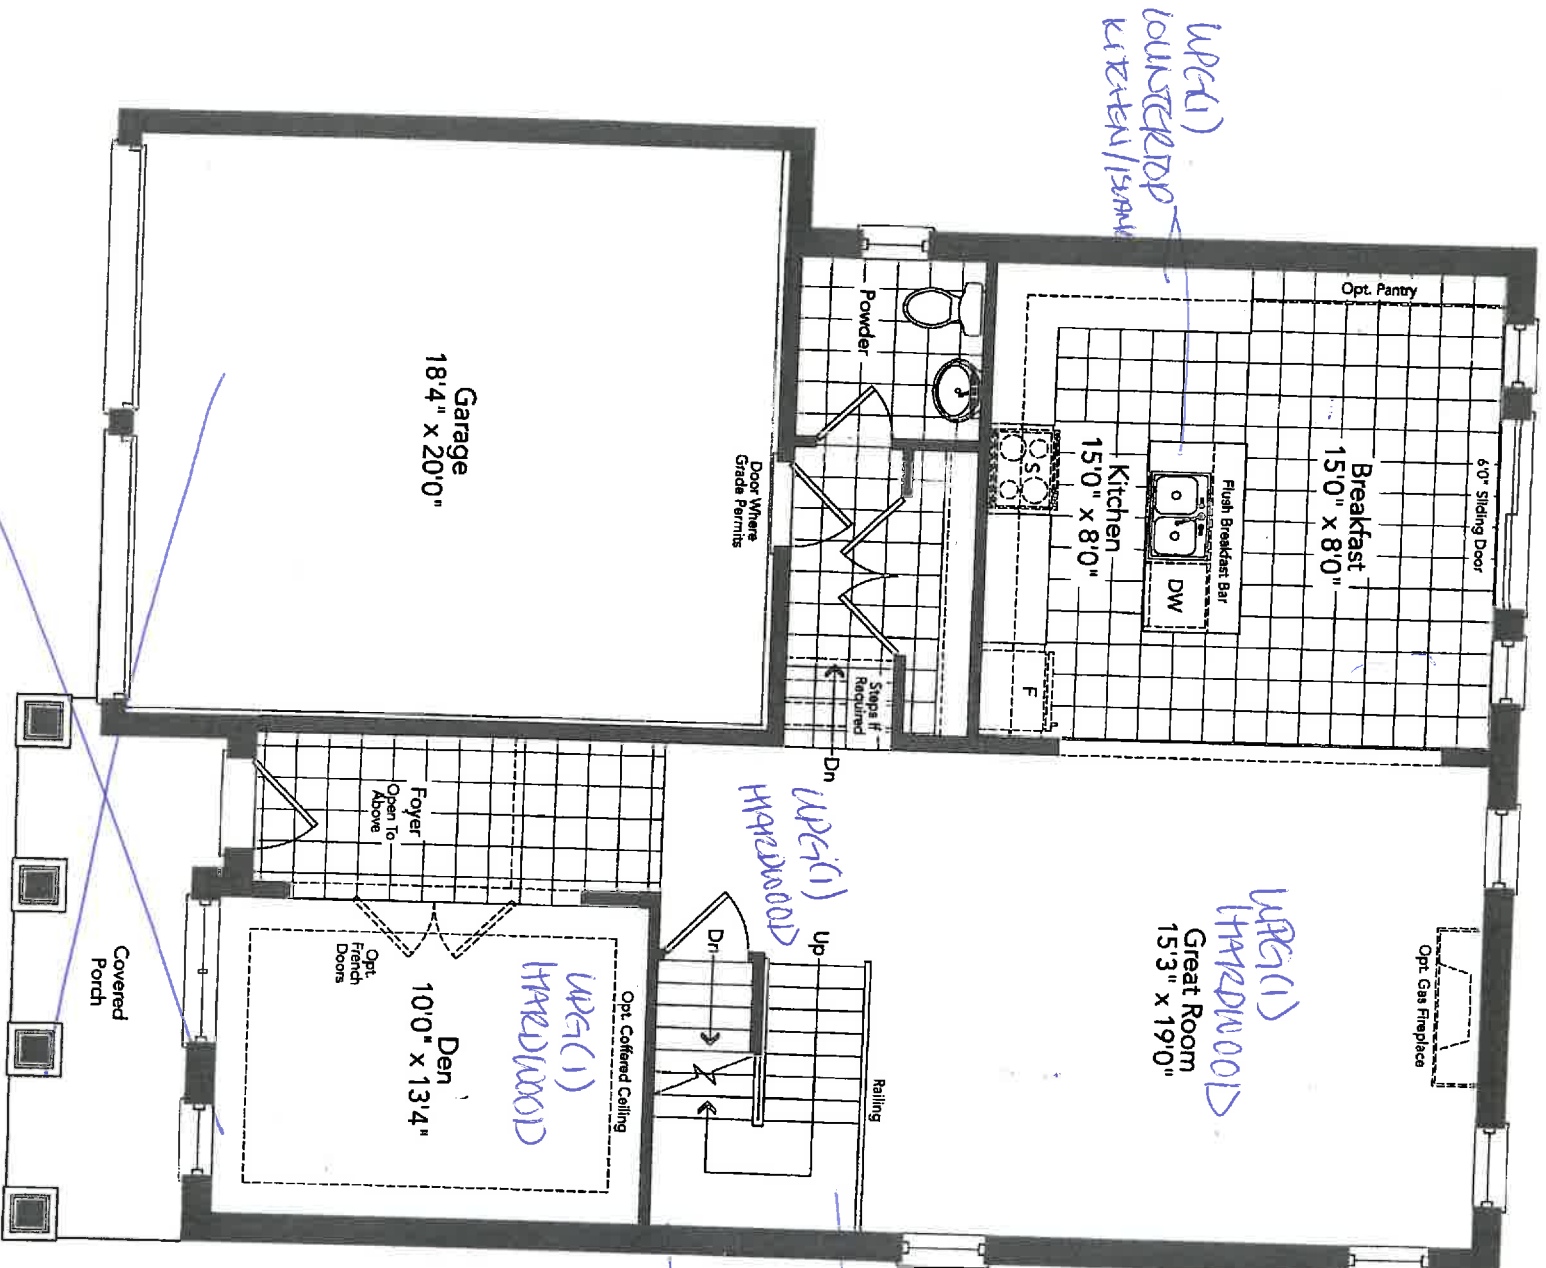 UPG(1)
COUNTERTOP
KITCHEN/ISLAND
Opt. Pantry
6'0" Sliding Door
Breakfast
15'0" x 8'0"
Flush Breakfast Bar
DW
Kitchen
15'0" x 8'0"
S
F
Powder
Door Where
Grade Permits
Steps If
Required
Dn
Garage
18'4" x 20'0"
Opt. Gas Fireplace
UPG(1)
HARDWOOD
Great Room
15'3" x 19'0"
UPG(1)
HARDWOOD
Up
Dn
Railing
Foyer
Open To
Above
Opt. Coffered Ceiling
UPG(1)
HARDWOOD
Den
10'0" x 13'4"
Opt.
French
Doors
Covered
Porch